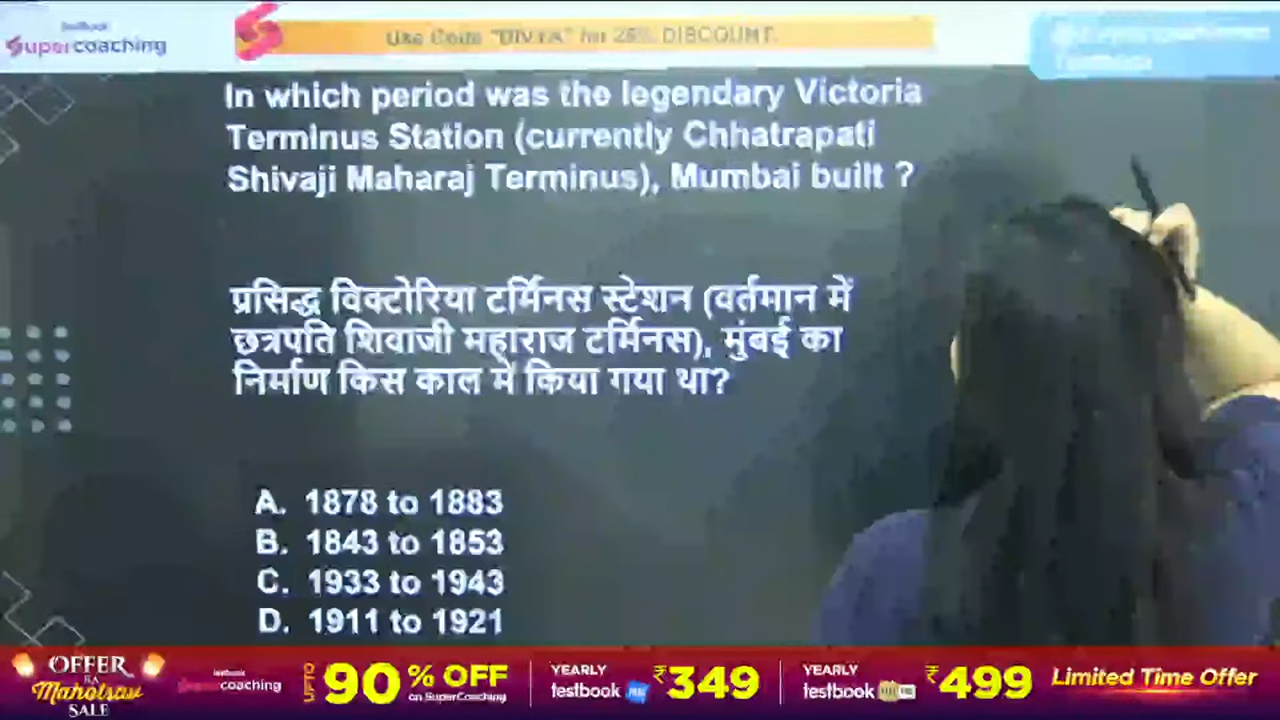 testbook
Supercoaching
Use Code "DIVYA" for 25% DISCOUNT.
In which period was the legendary Victoria
Terminus Station (currently Chhatrapati
Shivaji Maharaj Terminus), Mumbai built ?
प्रसिद्ध विक्टोरिया टर्मिनस स्टेशन (वर्तमान में
छत्रपति शिवाजी महाराज टर्मिनस), मुंबई का
निर्माण किस काल में किया गया था?
A. 1878 to 1883
B. 1843 to 1853
C. 1933 to 1943
D. 1911 to 1921
OFFER
KA
Mahotsav
SALE
testbook
Supercoaching
UPTO 90% OFF
on SuperCoaching
YEARLY
testbook
₹349
YEARLY
testbook
₹499
Limited Time Offer